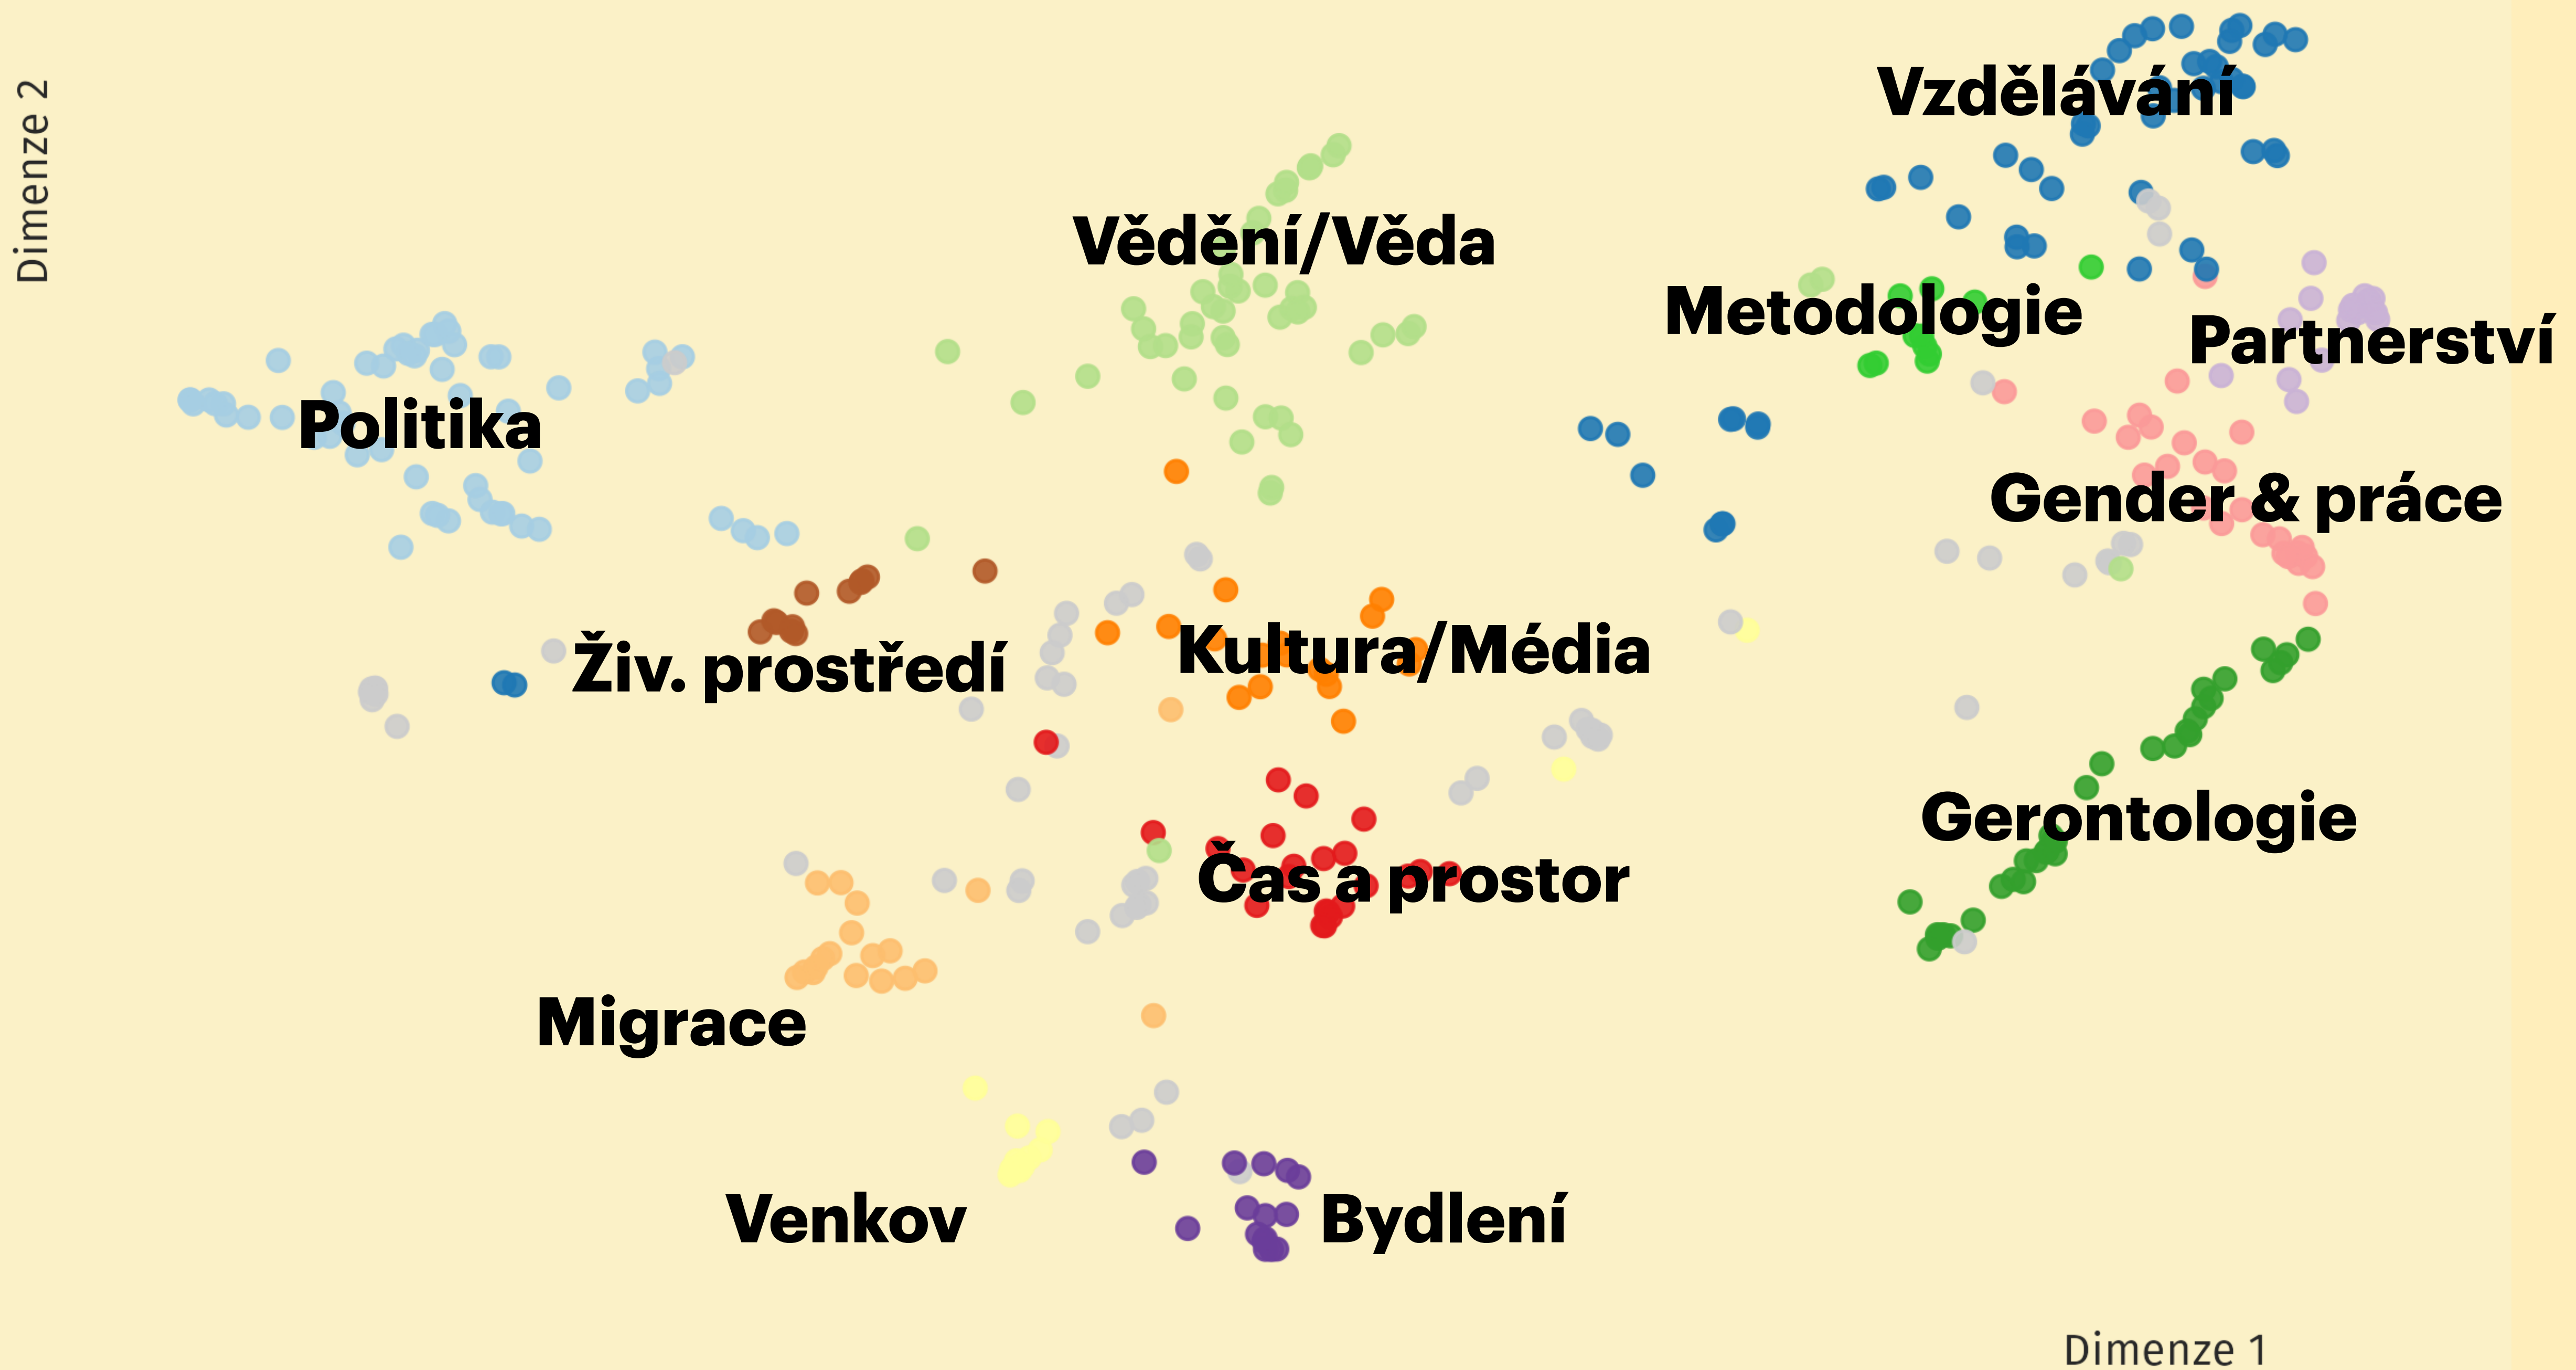 Dimenze 2
Vzdělávání
Vědění/Věda
Metodologie
Partnerství
Politika
Gender & práce
Kultura/Média
Živ. prostředí
Gerontologie
Čas a prostor
Migrace
Venkov
Bydlení
Dimenze 1